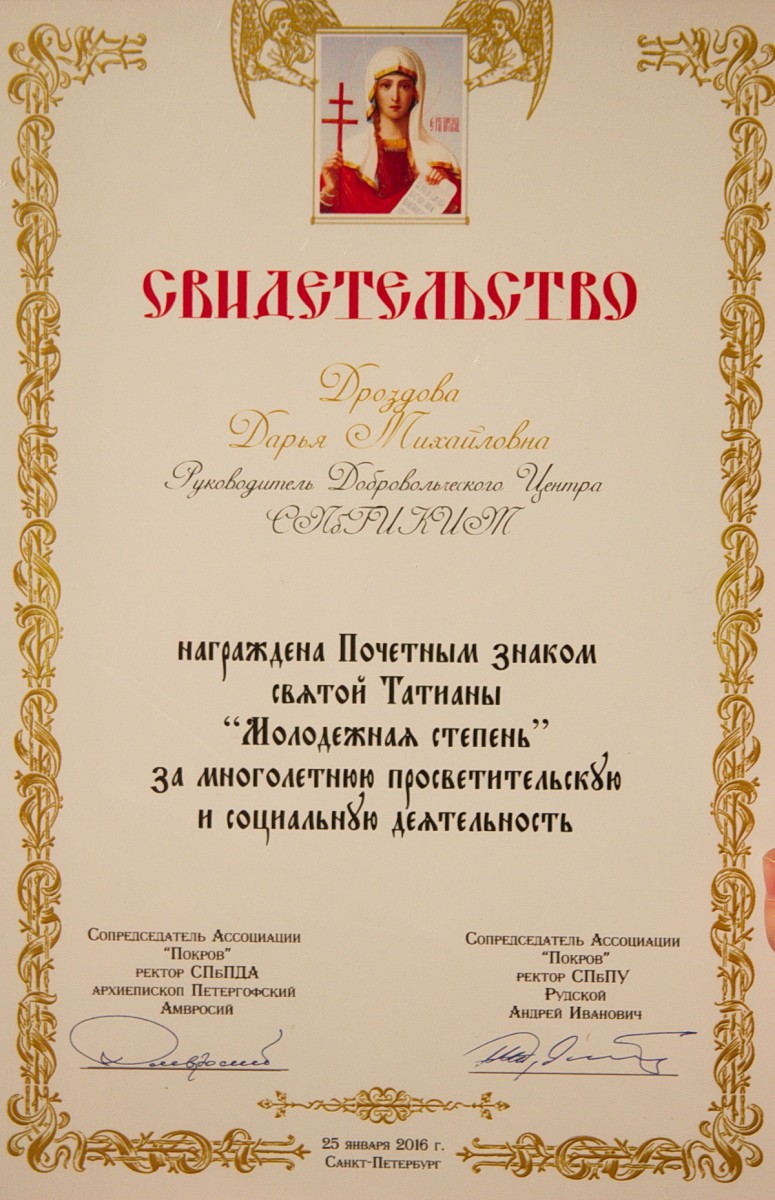 СВИДЕТЕЛЬСТВО
Дроздова
Дарья Михайловна
Руководитель Добровольческого Центра
СПбГИКИТ
награждена Почетным знаком
святой Татианы
“Молодежная степень”
за многолетнюю просветительскую
и социальную деятельность
Сопредседатель Ассоциации
“Покров”
ректор СПбПДА
архиепископ Петергофский
Амвросий
Сопредседатель Ассоциации
“Покров”
ректор СПбПУ
Рудской
Андрей Иванович
25 января 2016 г.
Санкт-Петербург